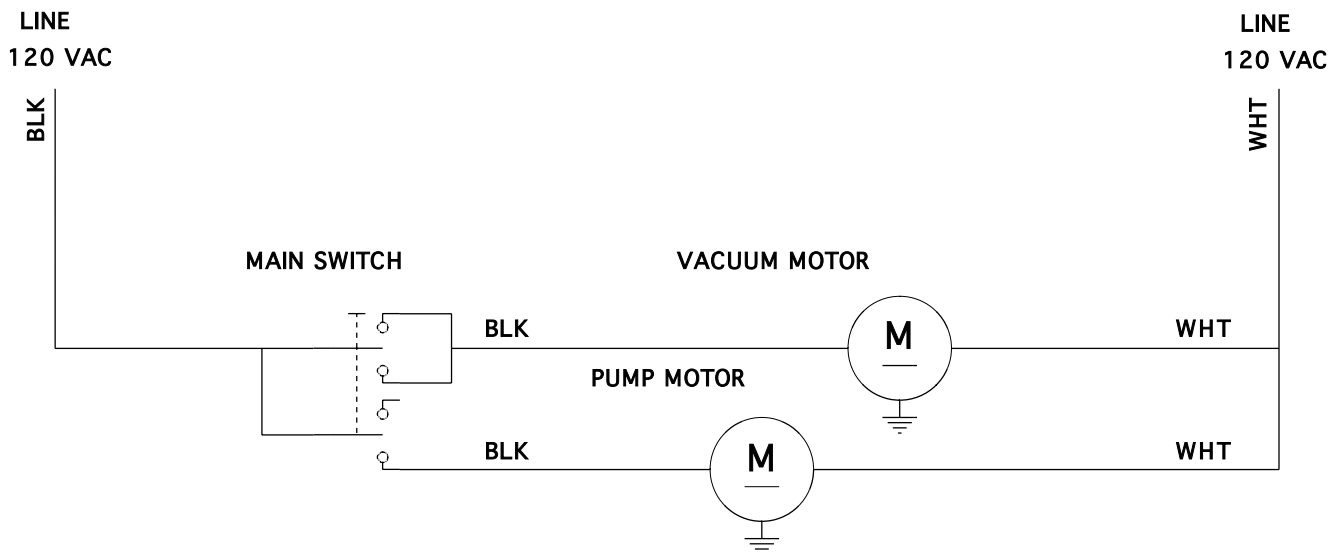 LINE
120 VAC
LINE
120 VAC
BLK
WHT
MAIN SWITCH
VACUUM MOTOR
BLK
M
WHT
PUMP MOTOR
BLK
M
WHT